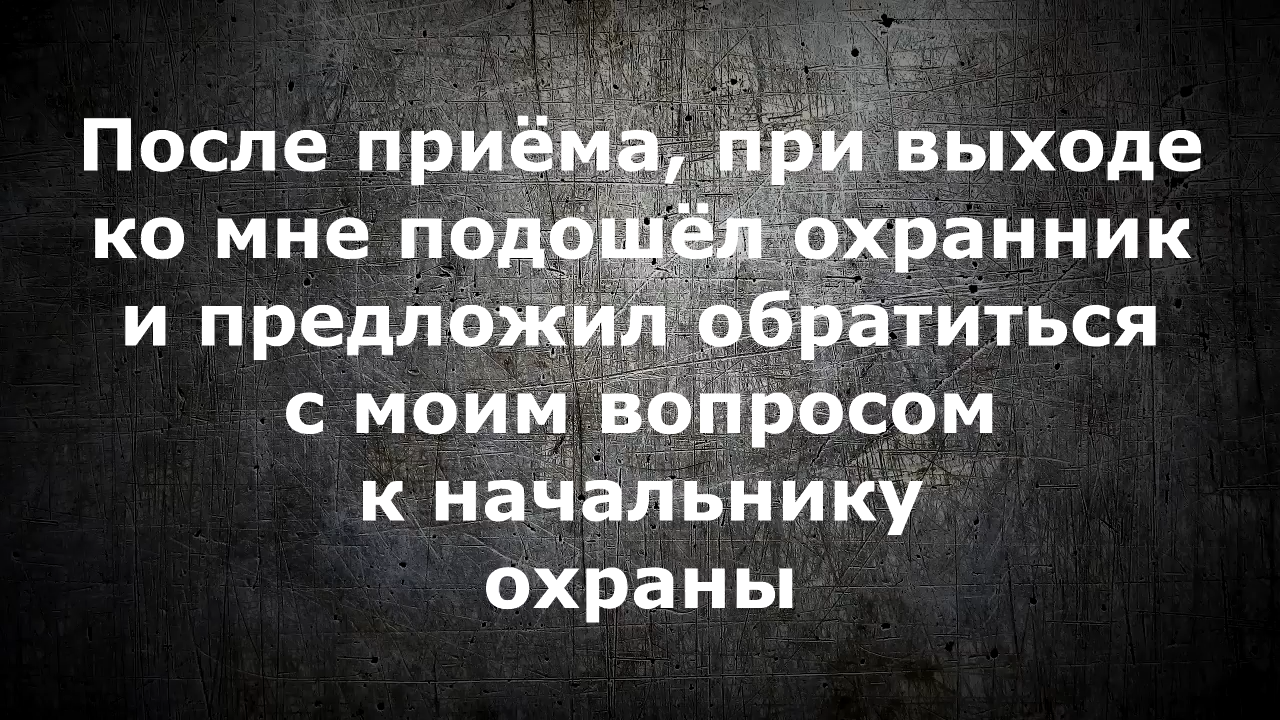 После приёма, при выходе
ко мне подошёл охранник
и предложил обратиться
с моим вопросом
к начальнику
охраны